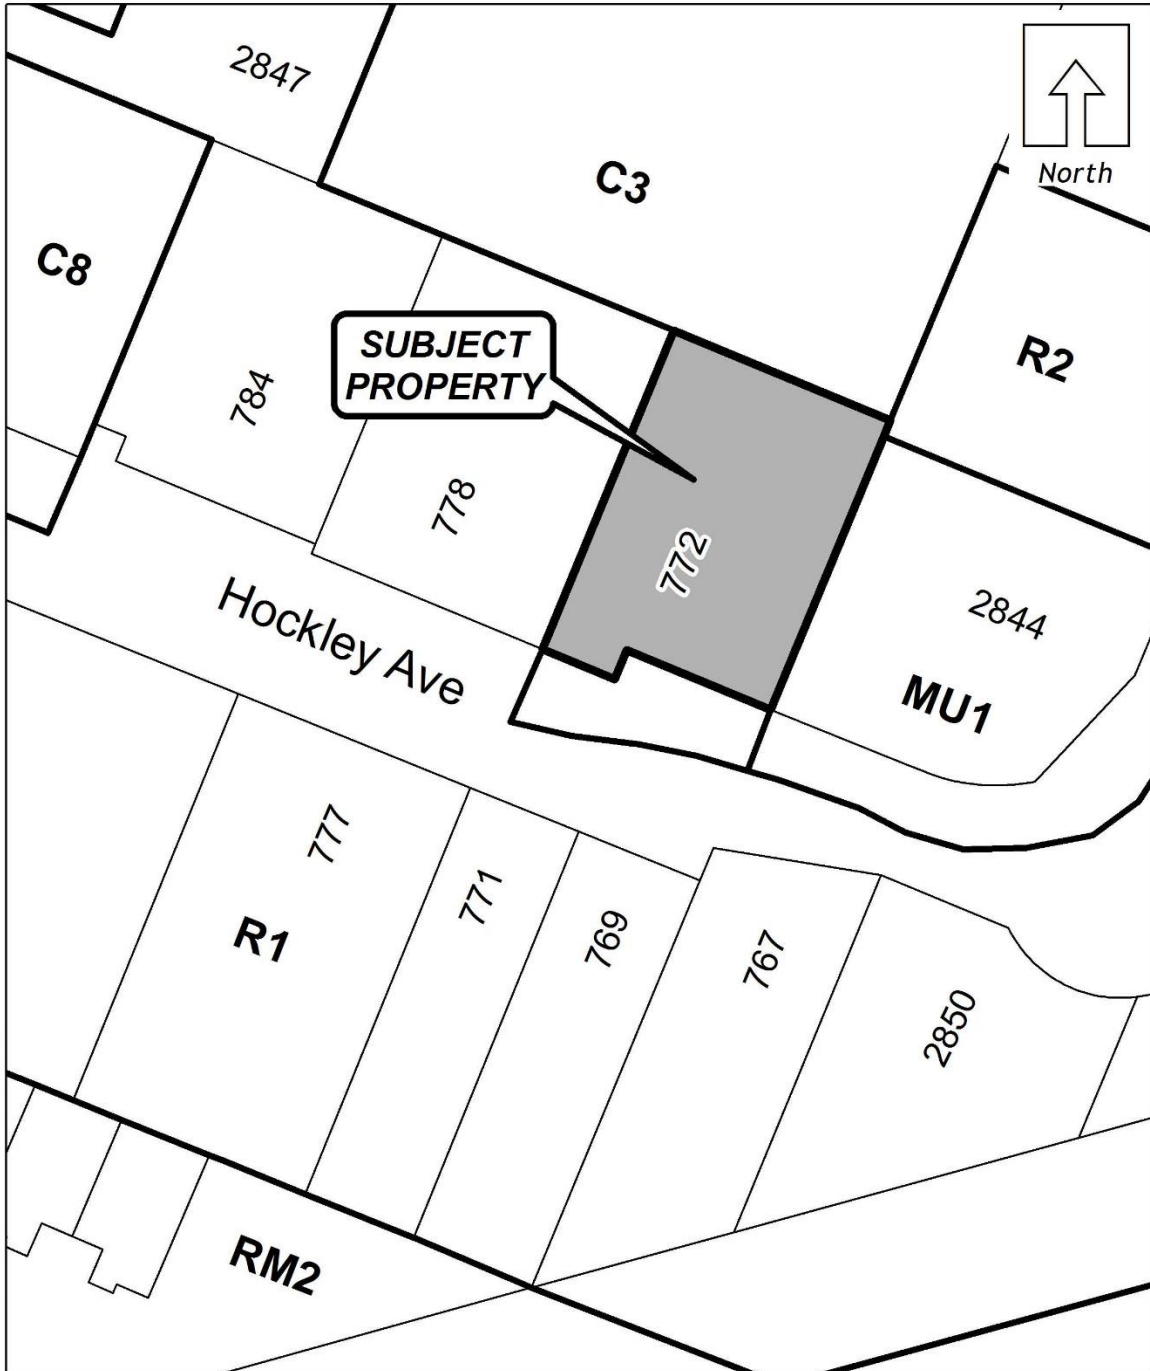 2847
C3
North
C8
R2
SUBJECT
PROPERTY
784
778
772
2844
Hockley Ave
MU1
777
771
769
767
R1
2850
RM2